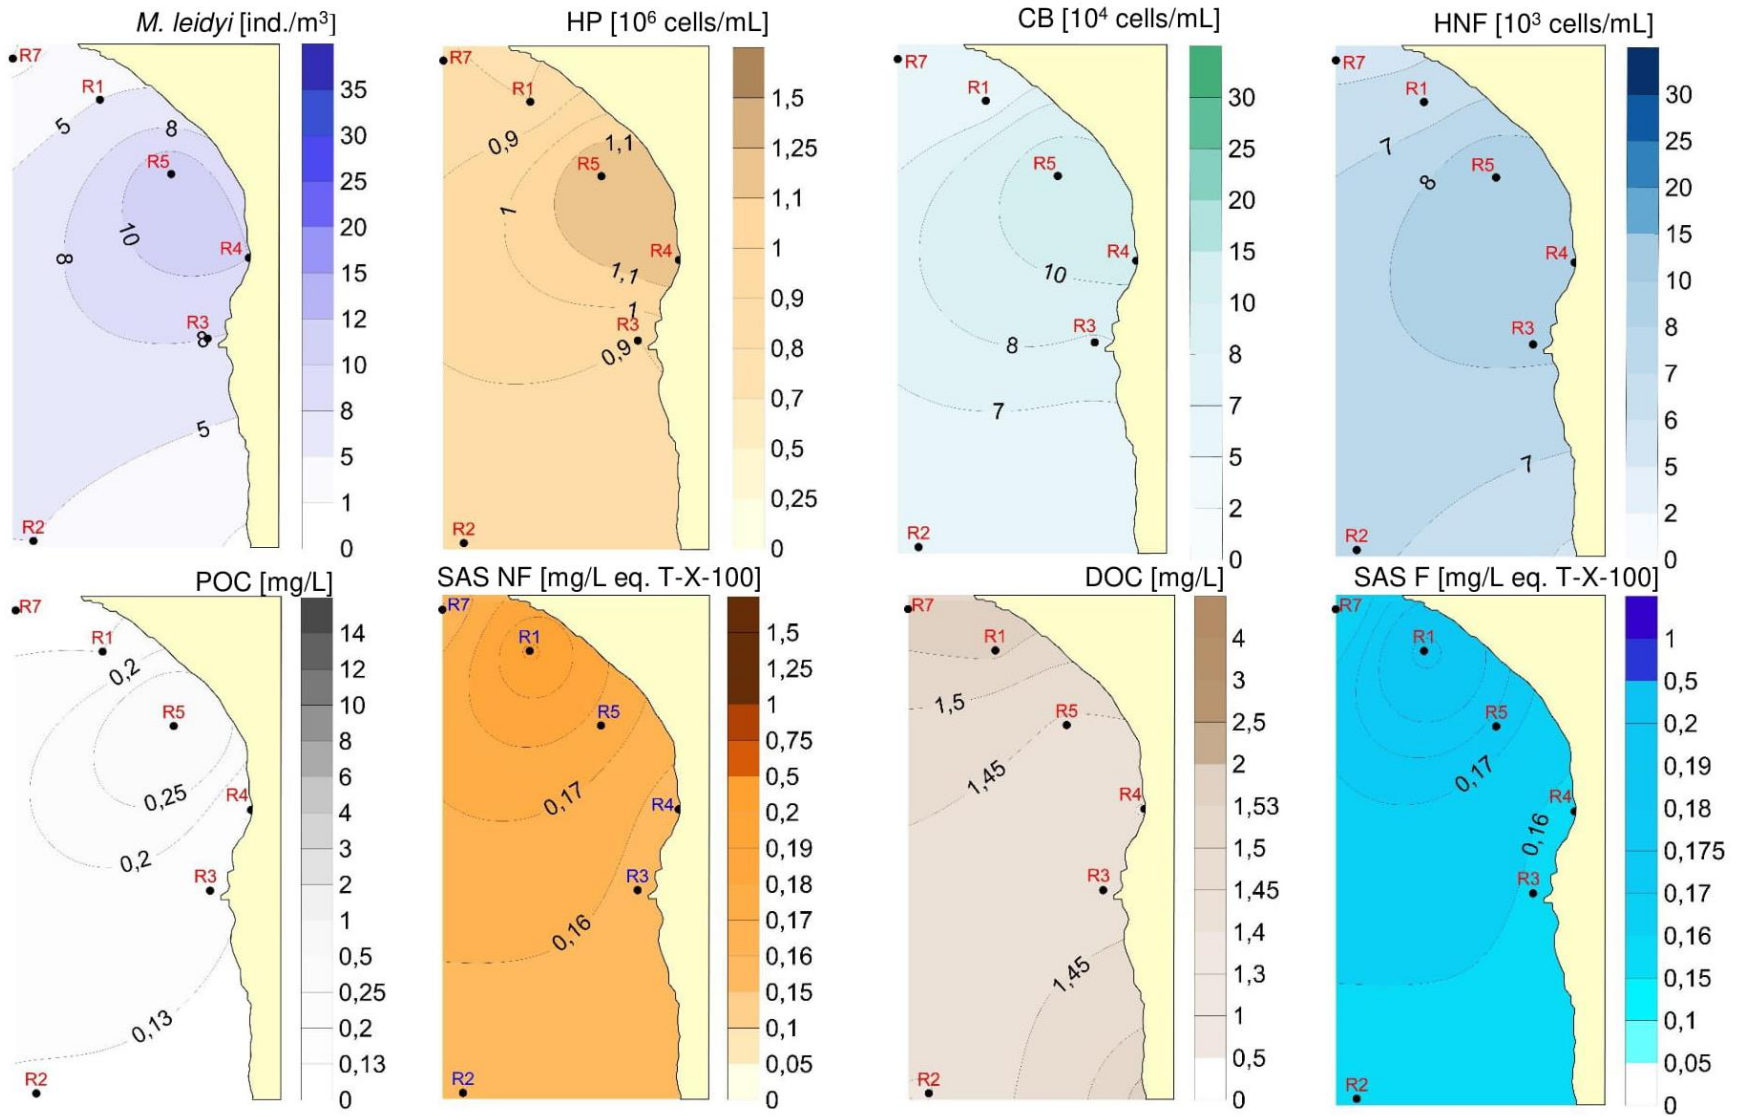 M. leidyi [ind./m³]
R7
R1
5
8
R5
10
8
R4
R3
8
5
R2
35
30
25
20
15
12
10
8
5
1
0
HP [10⁶ cells/mL]
R7
R1
0,9
1,1
R5
1
R4
1,1
1
R3
0,9
R2
1,5
1,25
1,1
1
0,9
0,8
0,7
0,5
0,25
0
CB [10⁴ cells/mL]
R7
R1
R5
R4
10
R3
8
7
R2
30
25
20
15
10
8
7
5
2
0
HNF [10³ cells/mL]
R7
R1
7
R5
8
R4
R3
7
R2
30
25
20
15
10
8
7
6
5
2
0
POC [mg/L]
R7
R1
0,2
R5
0,25
R4
0,2
R3
0,13
R2
14
12
10
8
6
4
3
2
1
0,5
0,25
0,2
0,13
0
SAS NF [mg/L eq. T-X-100]
R7
R1
R5
0,17
R4
R3
0,16
R2
1,5
1,25
1
0,75
0,5
0,2
0,19
0,18
0,17
0,16
0,15
0,1
0,05
0
DOC [mg/L]
R7
R1
1,5
R5
1,45
R4
R3
1,45
R2
4
3
2,5
2
1,53
1,5
1,45
1,4
1,3
1
0,5
0
SAS F [mg/L eq. T-X-100]
R7
R1
R5
0,17
R4
0,16
R3
R2
1
0,5
0,2
0,19
0,18
0,175
0,17
0,16
0,15
0,1
0,05
0